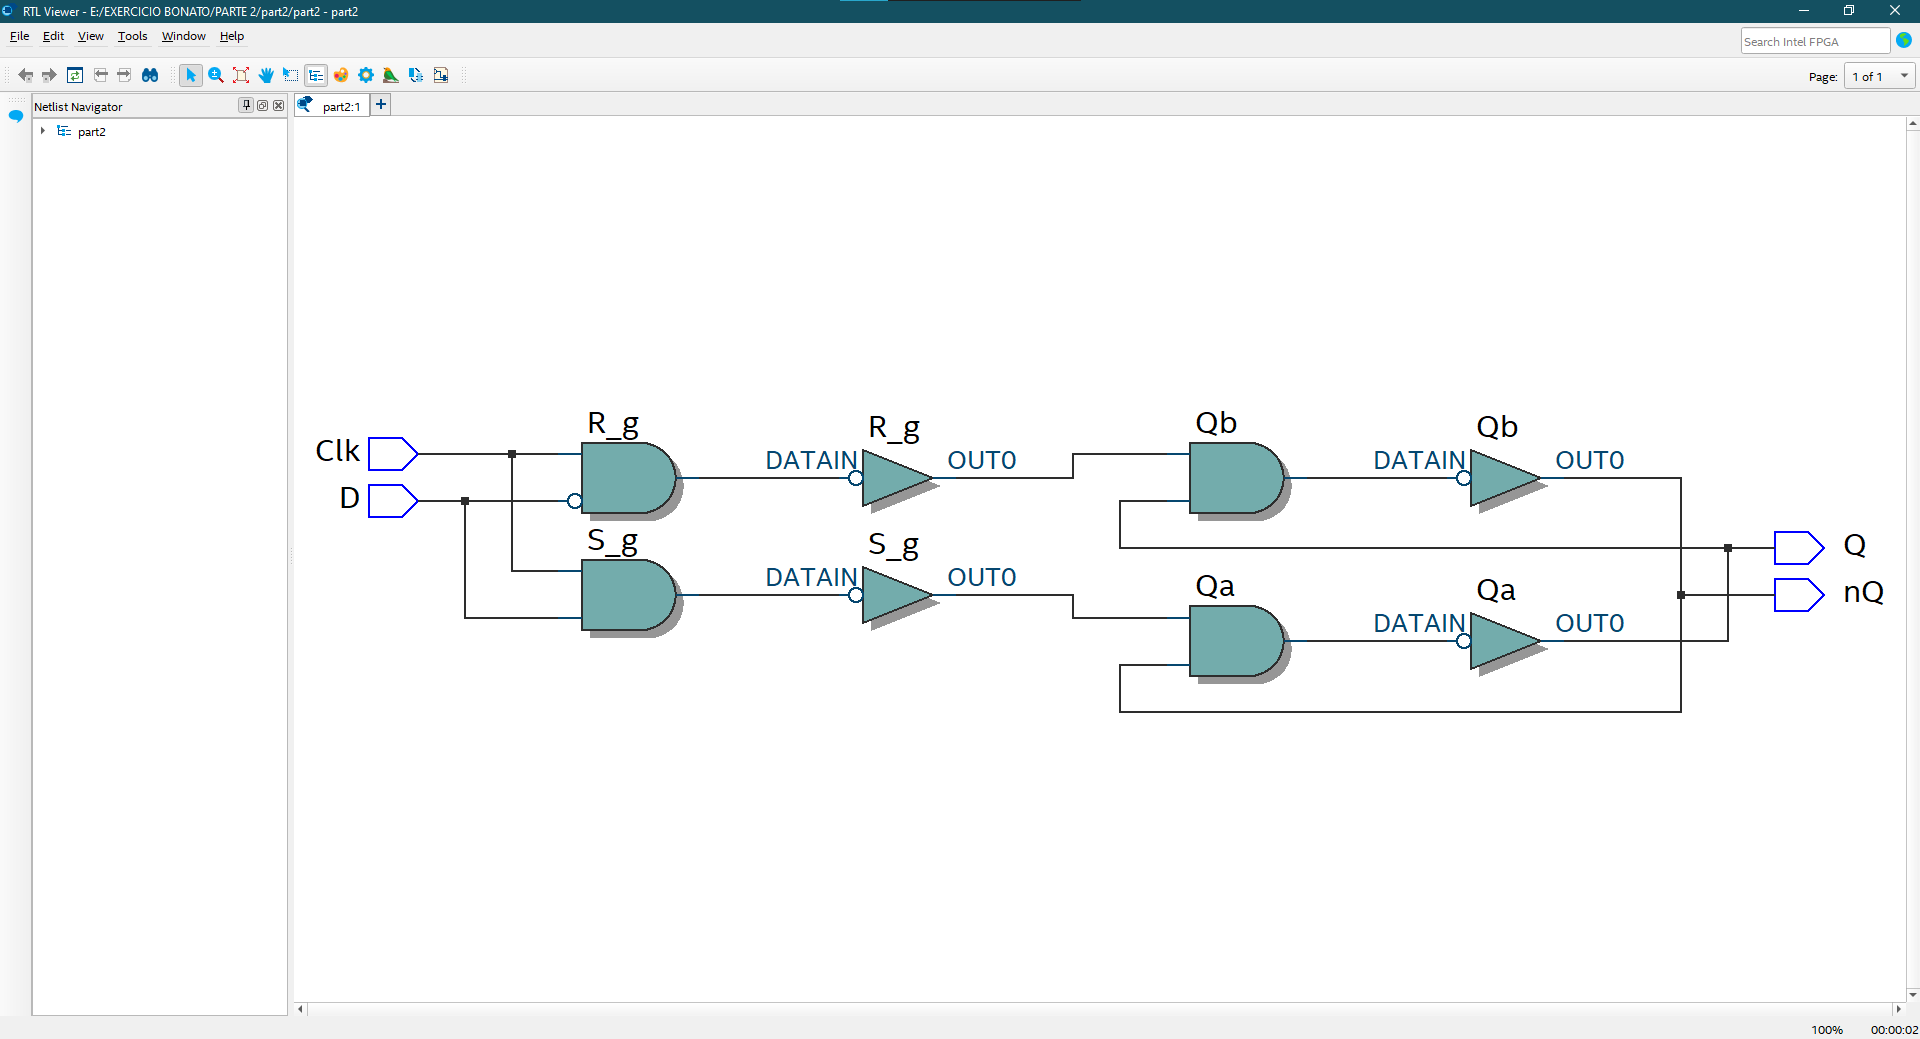 RTL Viewer - E:/EXERCICIO BONATO/PARTE 2/part2/part2 - part2
File Edit View Tools Window Help
Search Intel FPGA
Page: 1 of 1
Netlist Navigator
part2:1
part2
R_g
R_g
Qb
Qb
Clk
DATAIN
OUT0
DATAIN
OUT0
D
S_g
S_g
Q
DATAIN
OUT0
Qa
Qa
nQ
DATAIN
OUT0
100%
00:00:02